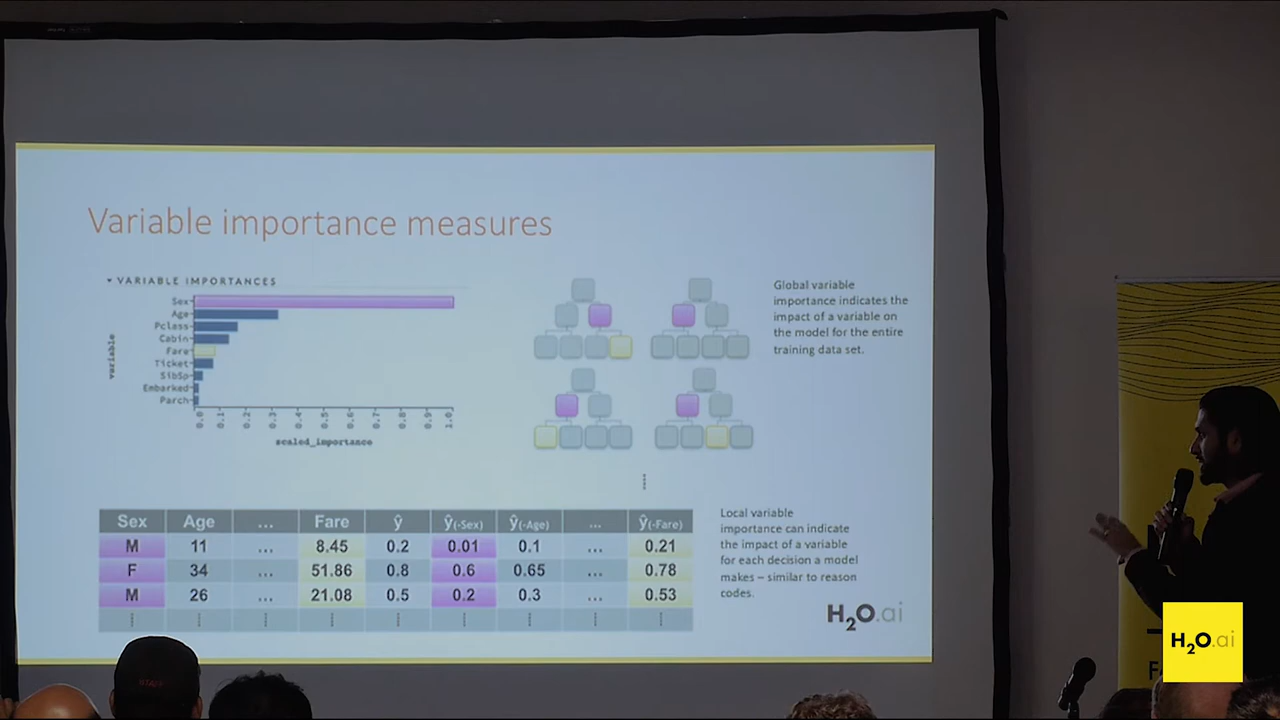 Variable importance measures
VARIABLE IMPORTANCES
variable
Sex
Age
Pclass
Cabin
Fare
Ticket
SibSp
Embarked
Parch
0.0 0.1 0.2 0.3 0.4 0.5 0.6 0.7 0.8 0.9 1.0
scaled_importance
Global variable
importance indicates the
impact of a variable on
the model for the entire
training data set.
Sex Age ... Fare ŷ ŷ(-Sex) ŷ(-Age) ... ŷ(-Fare)
M 11 ... 8.45 0.2 0.01 0.1 ... 0.21
F 34 ... 51.86 0.8 0.6 0.65 ... 0.78
M 26 ... 21.08 0.5 0.2 0.3 ... 0.53
Local variable
importance can indicate
the impact of a variable
for each decision a model
makes – similar to reason
codes.
H2O.ai
H2O.ai
STAFF